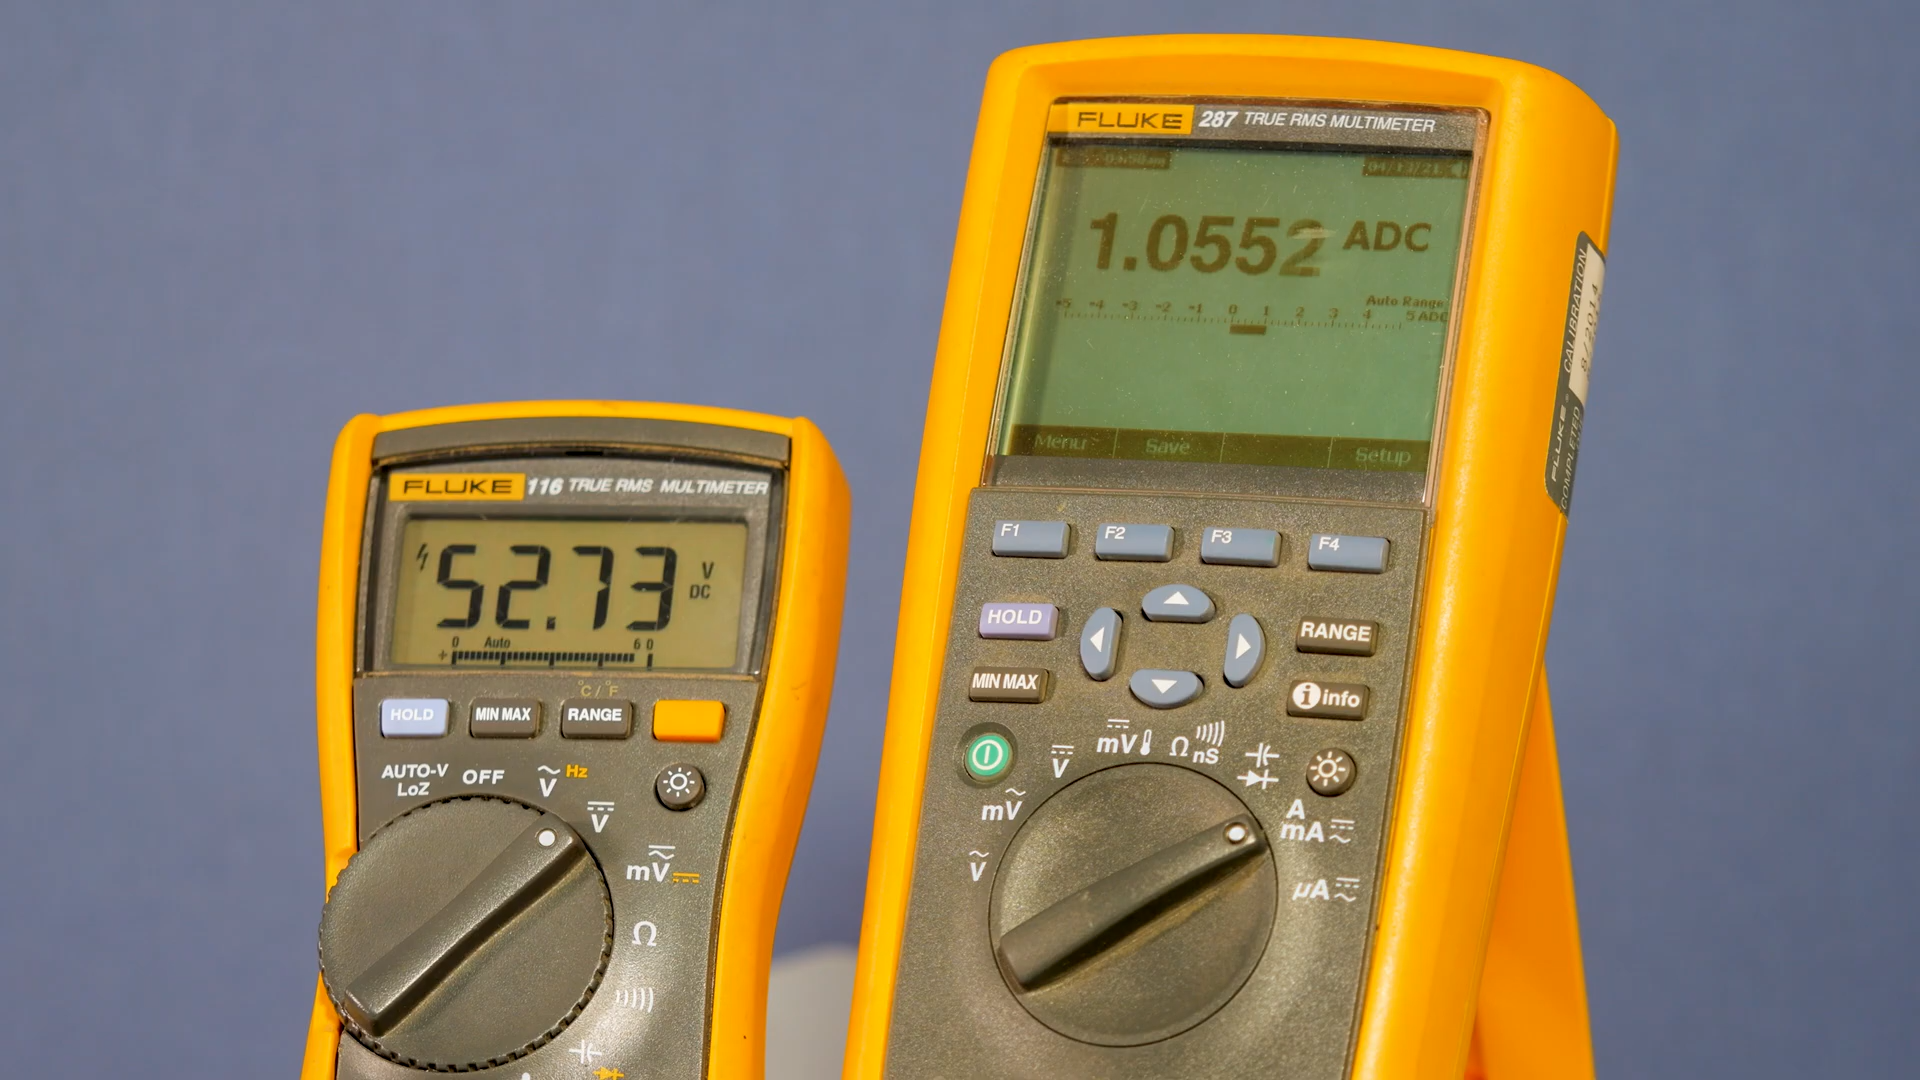 FLUKE 116 TRUE RMS MULTIMETER
52.73 V
DC
0 Auto 60
+
°C/°F
HOLD MIN MAX RANGE
AUTO-V
LoZ
OFF
V Hz
V
mV
Ω
FLUKE 287 TRUE RMS MULTIMETER
1.0552 ADC
Auto Range
-5 -4 -3 -2 -1 0 1 2 3 4 5 ADC
Menu Save Setup
F1 F2 F3 F4
HOLD
RANGE
MIN MAX
i info
mV
Ω nS
V
mV
V
A
mA
µA
CALIBRATION
8/2014
FLUKE®
COMPLETED